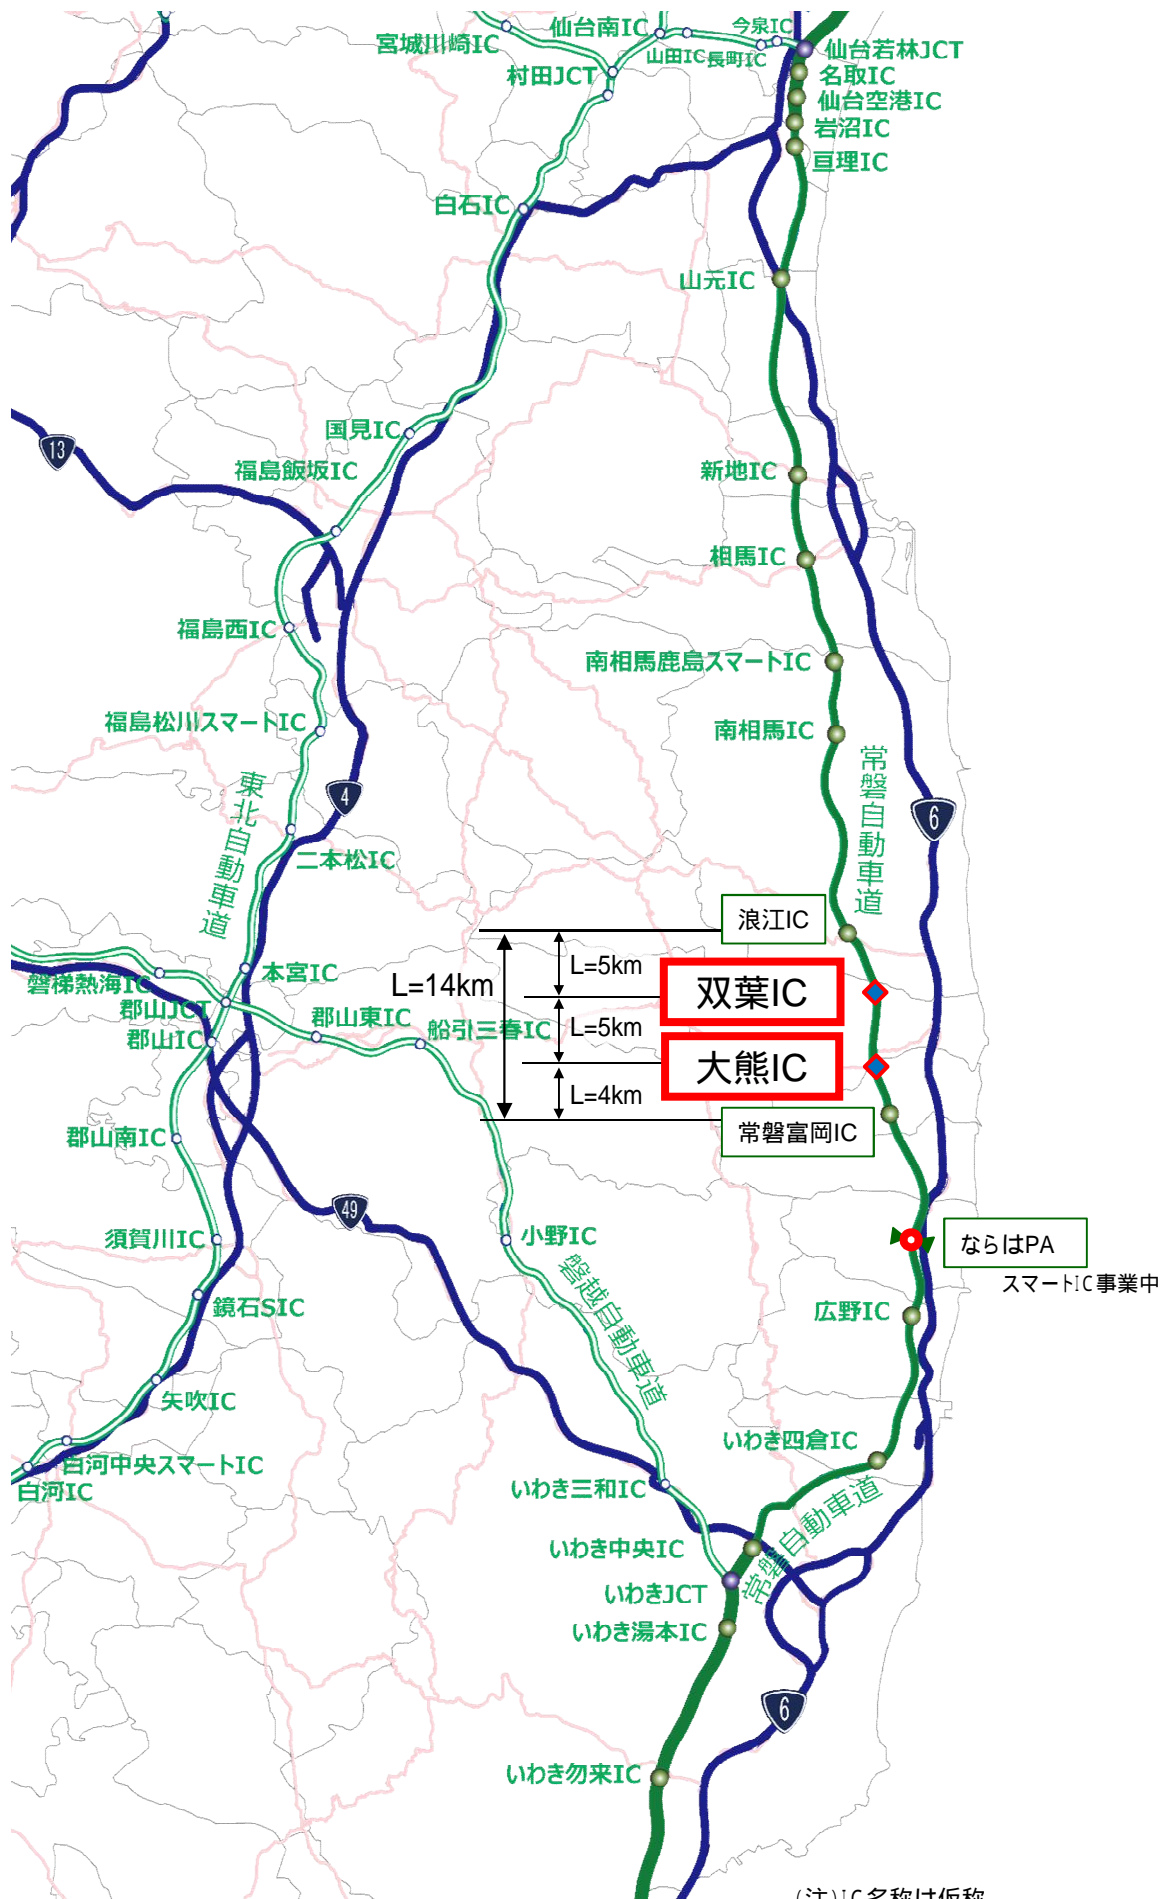 仙台南IC
今泉IC
宮城川崎IC
山田IC
長町IC
仙台若林JCT
村田JCT
名取IC
仙台空港IC
岩沼IC
亘理IC
白石IC
山元IC
国見IC
13
福島飯坂IC
新地IC
相馬IC
福島西IC
南相馬鹿島スマートIC
福島松川スマートIC
南相馬IC
常磐自動車道
東北自動車道
4
6
二本松IC
浪江IC
L=5km
本宮IC
磐梯熱海IC
L=14km
双葉IC
郡山JCT
郡山東IC
船引三春IC
L=5km
郡山IC
大熊IC
L=4km
郡山南IC
常磐富岡IC
49
須賀川IC
小野IC
ならはPA
スマートIC事業中
磐越自動車道
鏡石SIC
広野IC
矢吹IC
いわき四倉IC
白河中央スマートIC
白河IC
いわき三和IC
常磐自動車道
いわき中央IC
いわきJCT
いわき湯本IC
6
いわき勿来IC
(注)IC名称は仮称